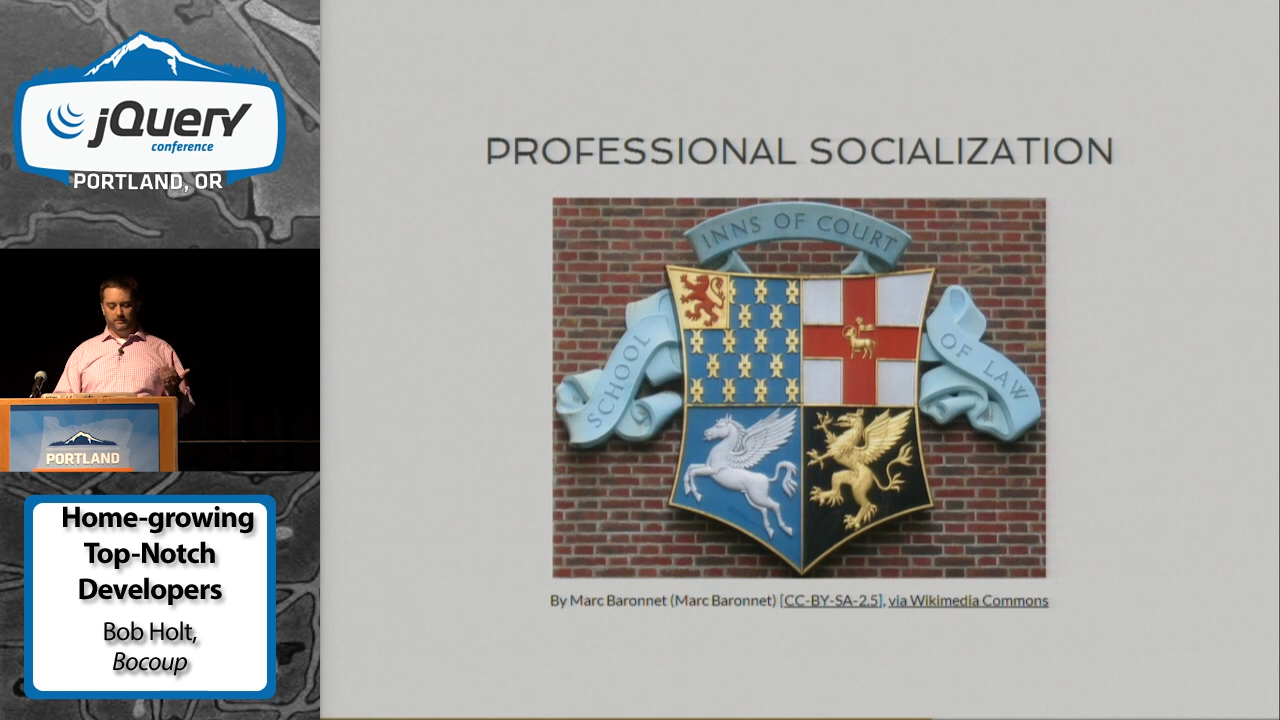 jQuery
conference
PORTLAND, OR
PORTLAND
Home-growing
Top-Notch
Developers
Bob Holt,
Bocoup
PROFESSIONAL SOCIALIZATION
INNS OF COURT
SCHOOL
OF LAW
By Marc Baronnet (Marc Baronnet) [CC-BY-SA-2.5], via Wikimedia Commons